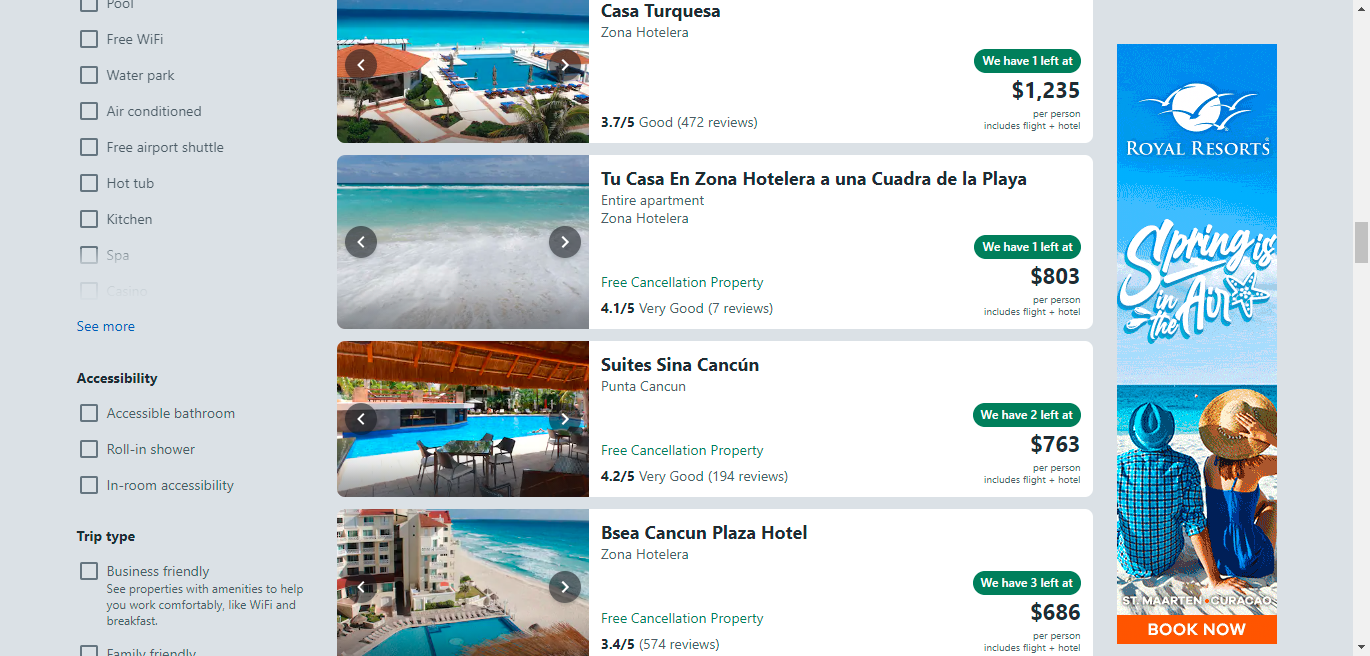 Pool
Free WiFi
Water park
Air conditioned
Free airport shuttle
Hot tub
Kitchen
Spa
Casino
See more
Accessibility
Accessible bathroom
Roll-in shower
In-room accessibility
Trip type
Business friendly
See properties with amenities to help
you work comfortably, like WiFi and
breakfast.
Family friendly
Casa Turquesa
Zona Hotelera
We have 1 left at
$1,235
per person
includes flight + hotel
3.7/5 Good (472 reviews)
Tu Casa En Zona Hotelera a una Cuadra de la Playa
Entire apartment
Zona Hotelera
We have 1 left at
$803
per person
includes flight + hotel
Free Cancellation Property
4.1/5 Very Good (7 reviews)
Suites Sina Cancún
Punta Cancun
We have 2 left at
$763
per person
includes flight + hotel
Free Cancellation Property
4.2/5 Very Good (194 reviews)
Bsea Cancun Plaza Hotel
Zona Hotelera
We have 3 left at
$686
per person
includes flight + hotel
Free Cancellation Property
3.4/5 (574 reviews)
ROYAL RESORTS®
Spring is
in the Air
ST. MAARTEN • CURACAO
BOOK NOW